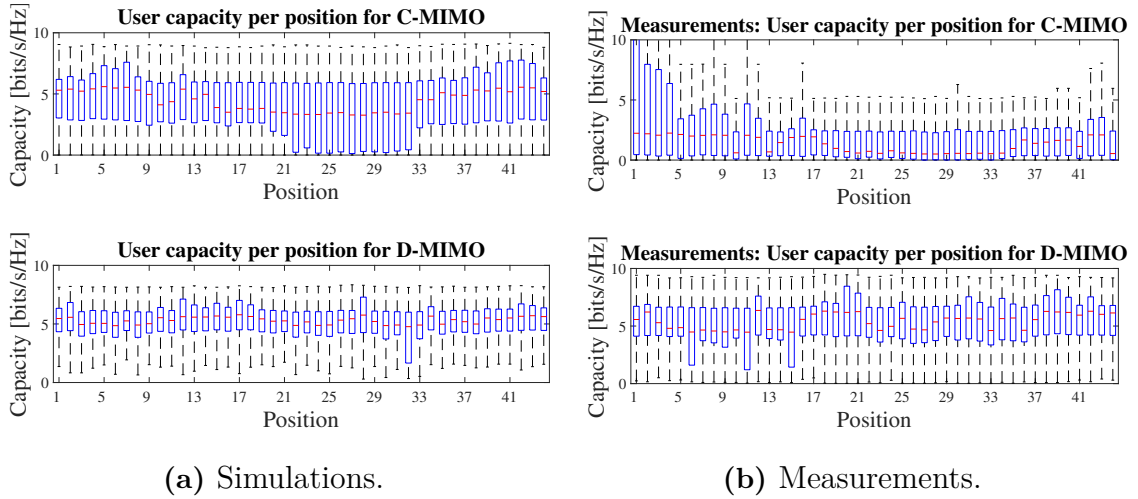 User capacity per position for C-MIMO
Capacity [bits/s/Hz]
10
5
0
1 5 9 13 17 21 25 29 33 37 41
Position
User capacity per position for D-MIMO
Capacity [bits/s/Hz]
10
5
0
1 5 9 13 17 21 25 29 33 37 41
Position
(a) Simulations.
Measurements: User capacity per position for C-MIMO
Capacity [bits/s/Hz]
10
5
0
1 5 9 13 17 21 25 29 33 37 41
Position
Measurements: User capacity per position for D-MIMO
Capacity [bits/s/Hz]
10
5
0
1 5 9 13 17 21 25 29 33 37 41
Position
(b) Measurements.